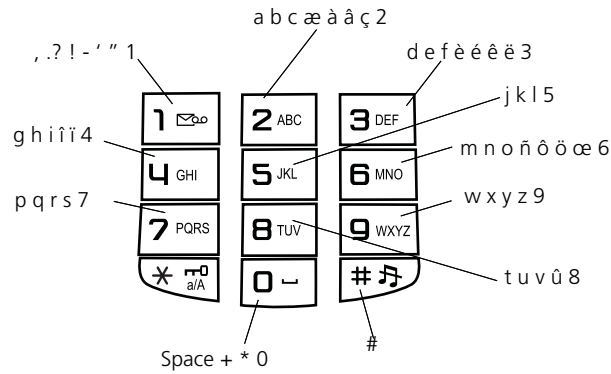 a b c æ à â ç 2
, . ? ! - ‘ ” 1
d e f è é ê ë 3
j k l 5
1
2 ABC
3 DEF
g h i î ï 4
m n o ñ ô ö œ 6
4 GHI
5 JKL
6 MNO
p q r s 7
w x y z 9
7 PQRS
8 TUV
9 WXYZ
* a/A
0
#
t u v û 8
#
Space + * 0